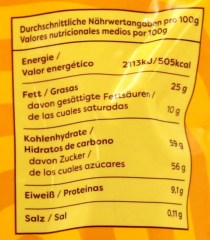 Durchschnittliche Nährwertangaben pro 100g
Valores nutricionales medios por 100g
Energie /
Valor energético 2113kJ/505kcal
Fett / Grasas 25 g
davon gesättigte Fettsäuren/
de las cuales saturadas 10 g
Kohlenhydrate /
Hidratos de carbono 59 g
davon Zucker /
de los cuales azúcares 56 g
Eiweiß / Proteínas 9,1 g
Salz / Sal 0,11 g